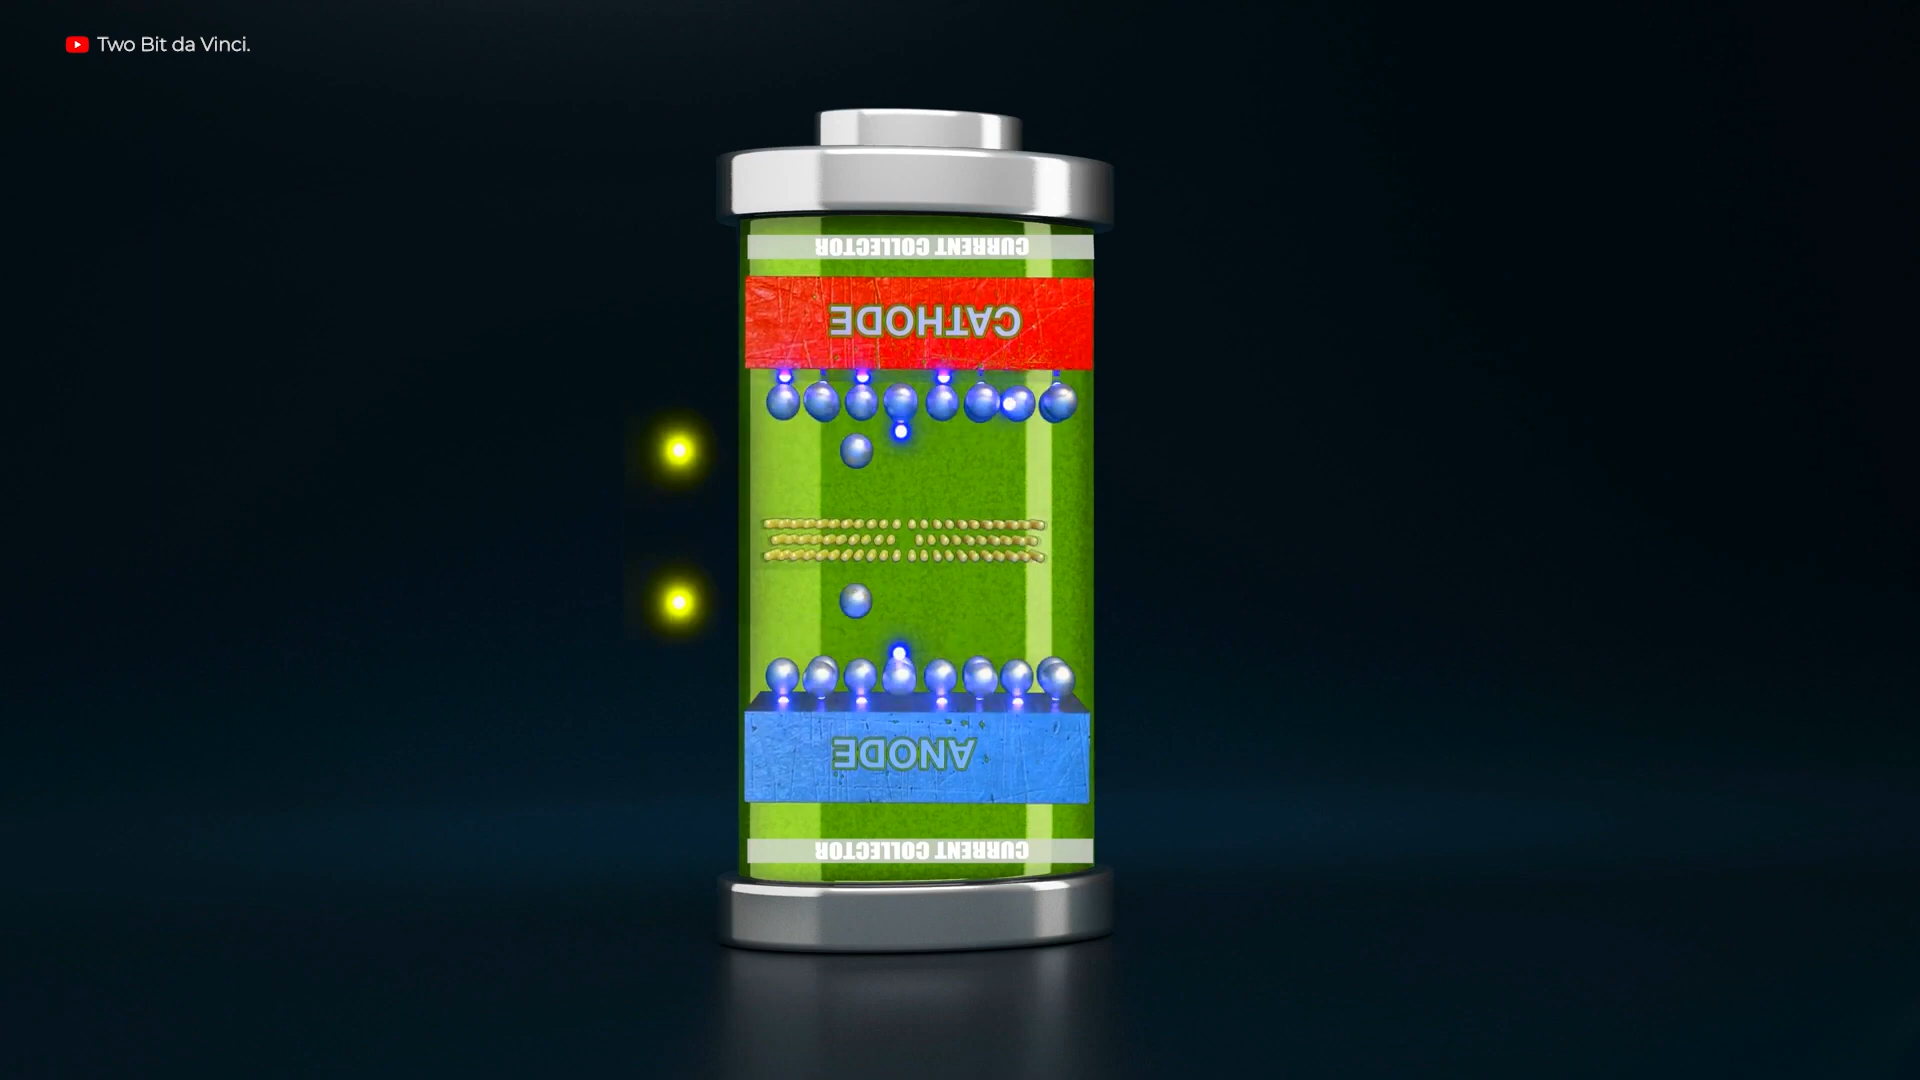 Two Bit da Vinci.
CURRENT COLLECTOR
CATHODE
ANODE
CURRENT COLLECTOR